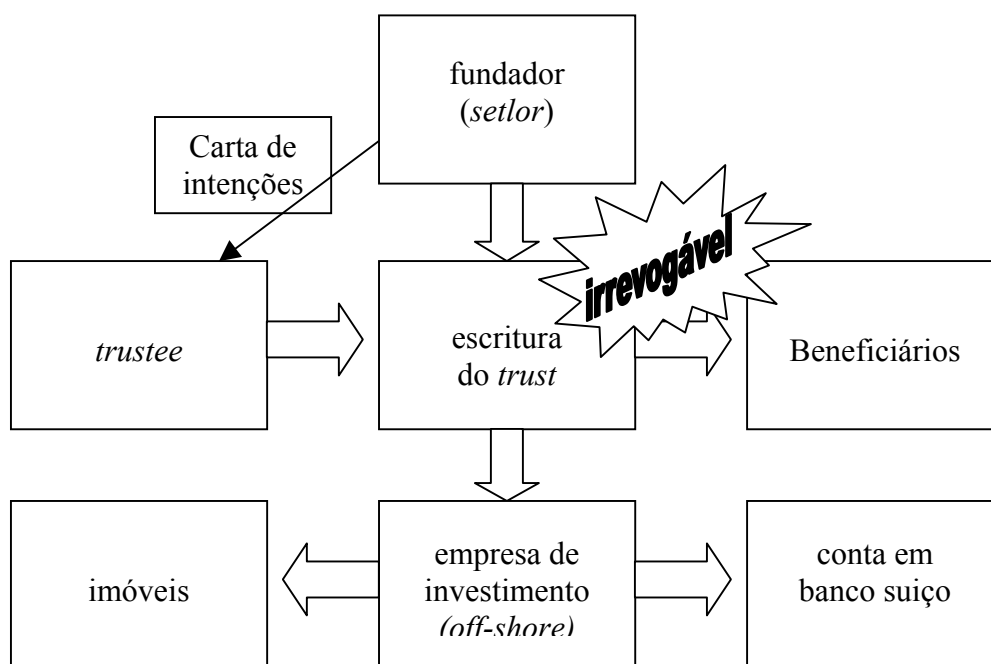 fundador
(setlor)
Carta de
intenções
irrevogável
trustee
escritura
do trust
Beneficiários
imóveis
empresa de
investimento
(off-shore)
conta em
banco suiço